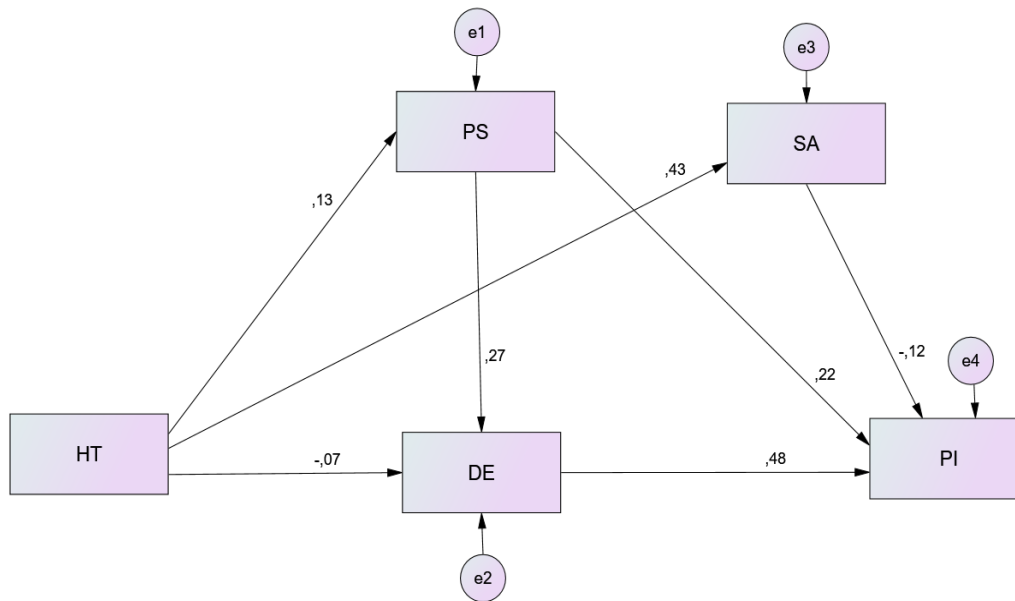 e1
e3
PS
SA
,13
,43
,27
,22
-,12
e4
HT
-,07
DE
,48
PI
e2